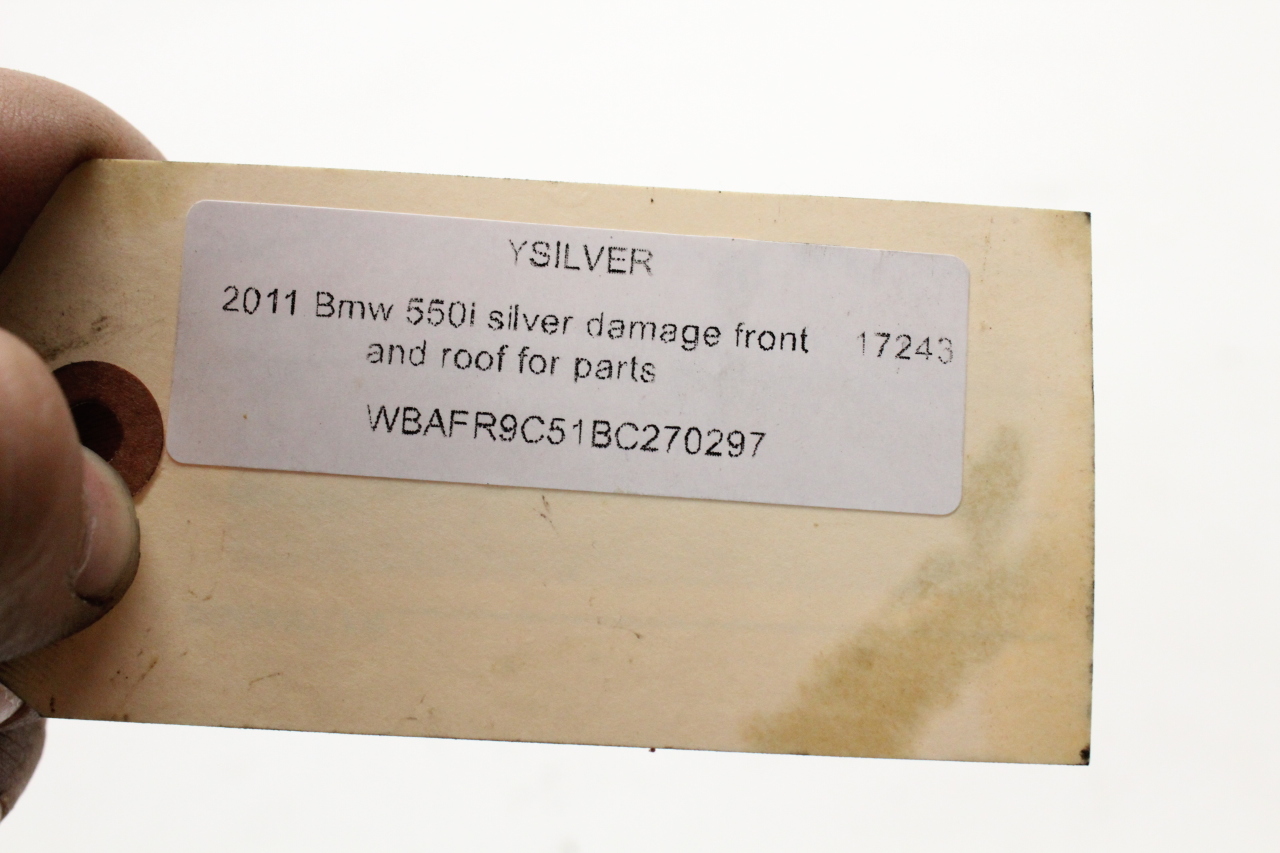 YSILVER
2011 Bmw 550i silver damage front 17243
and roof for parts
WBAFR9C51BC270297